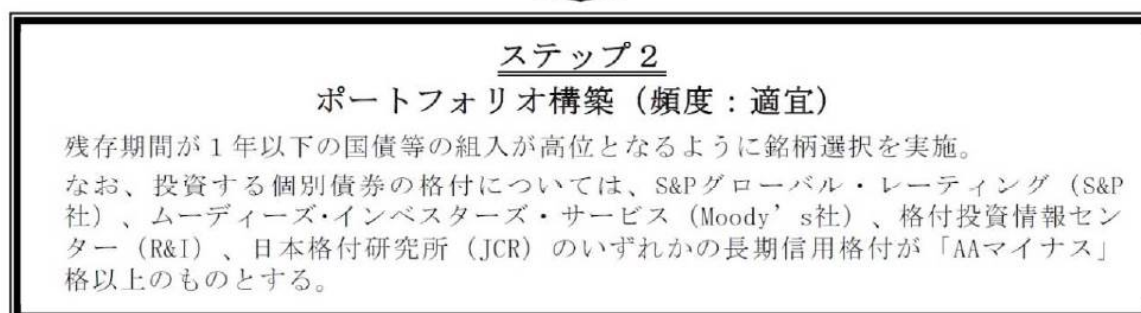 ステップ２
ポートフォリオ構築（頻度：適宜）
残存期間が１年以下の国債等の組入が高位となるように銘柄選択を実施。
なお、投資する個別債券の格付については、S&Pグローバル・レーティング（S&P
社）、ムーディーズ･インベスターズ・サービス（Moody’s社）、格付投資情報セン
ター（R&I）、日本格付研究所（JCR）のいずれかの長期信用格付が「AAマイナス」
格以上のものとする。